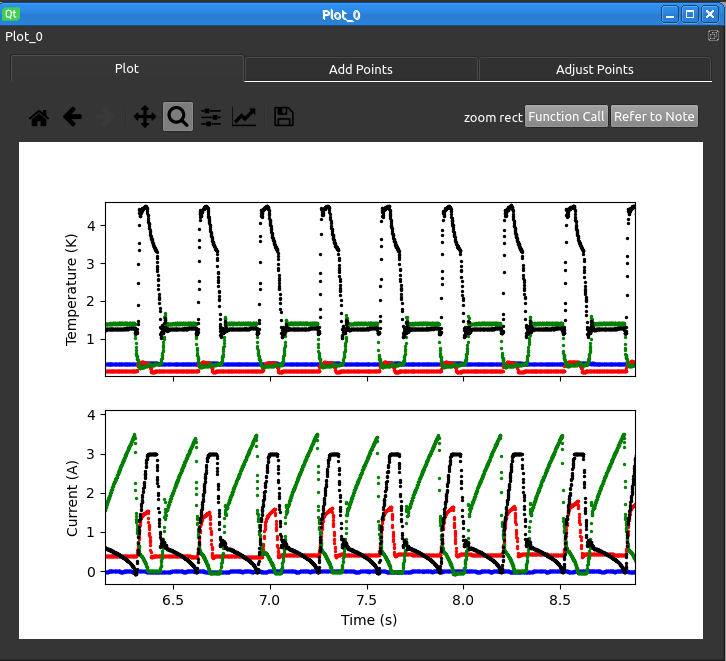 Qt Plot_0
Plot_0
Plot Add Points Adjust Points
zoom rect Function Call Refer to Note
4
3
2
1
Temperature (K)
4
3
2
1
0
Current (A)
6.5 7.0 7.5 8.0 8.5
Time (s)